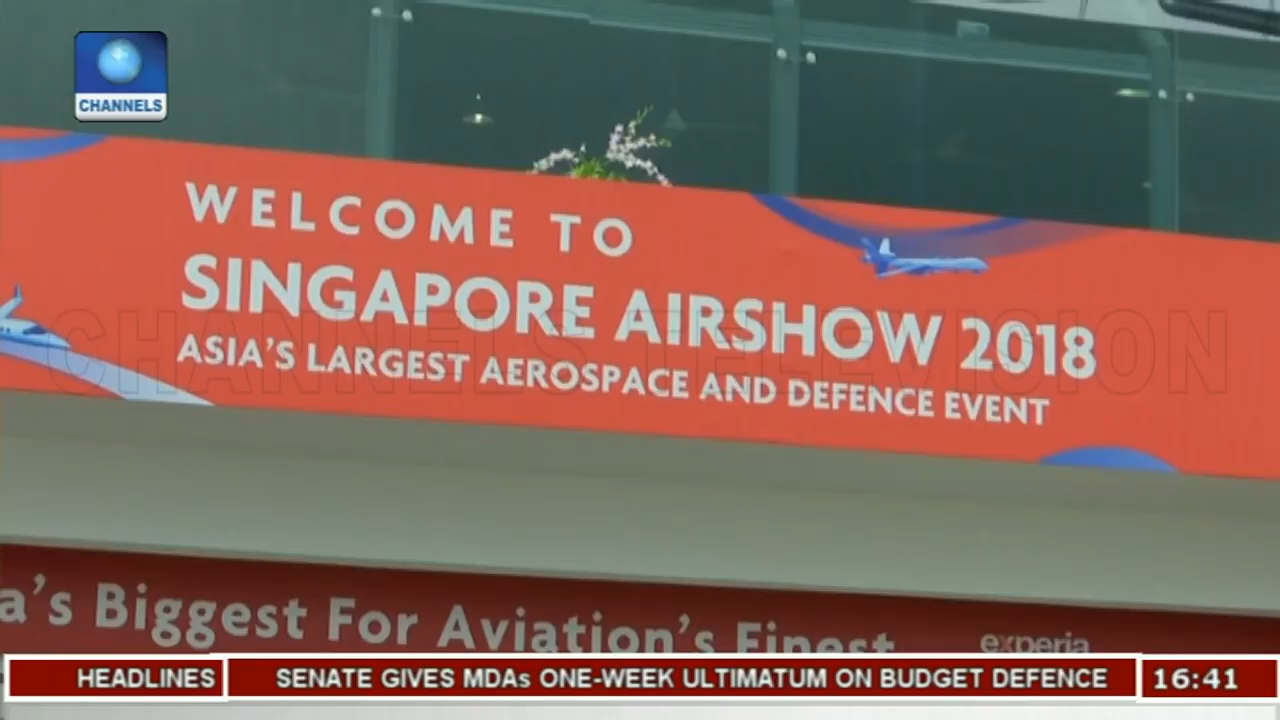 CHANNELS
WELCOME TO
SINGAPORE AIRSHOW 2018
ASIA'S LARGEST AEROSPACE AND DEFENCE EVENT
CHANNELS TELEVISION
a's Biggest For Aviation's Finest
experia
HEADLINES
SENATE GIVES MDAs ONE-WEEK ULTIMATUM ON BUDGET DEFENCE
16:41